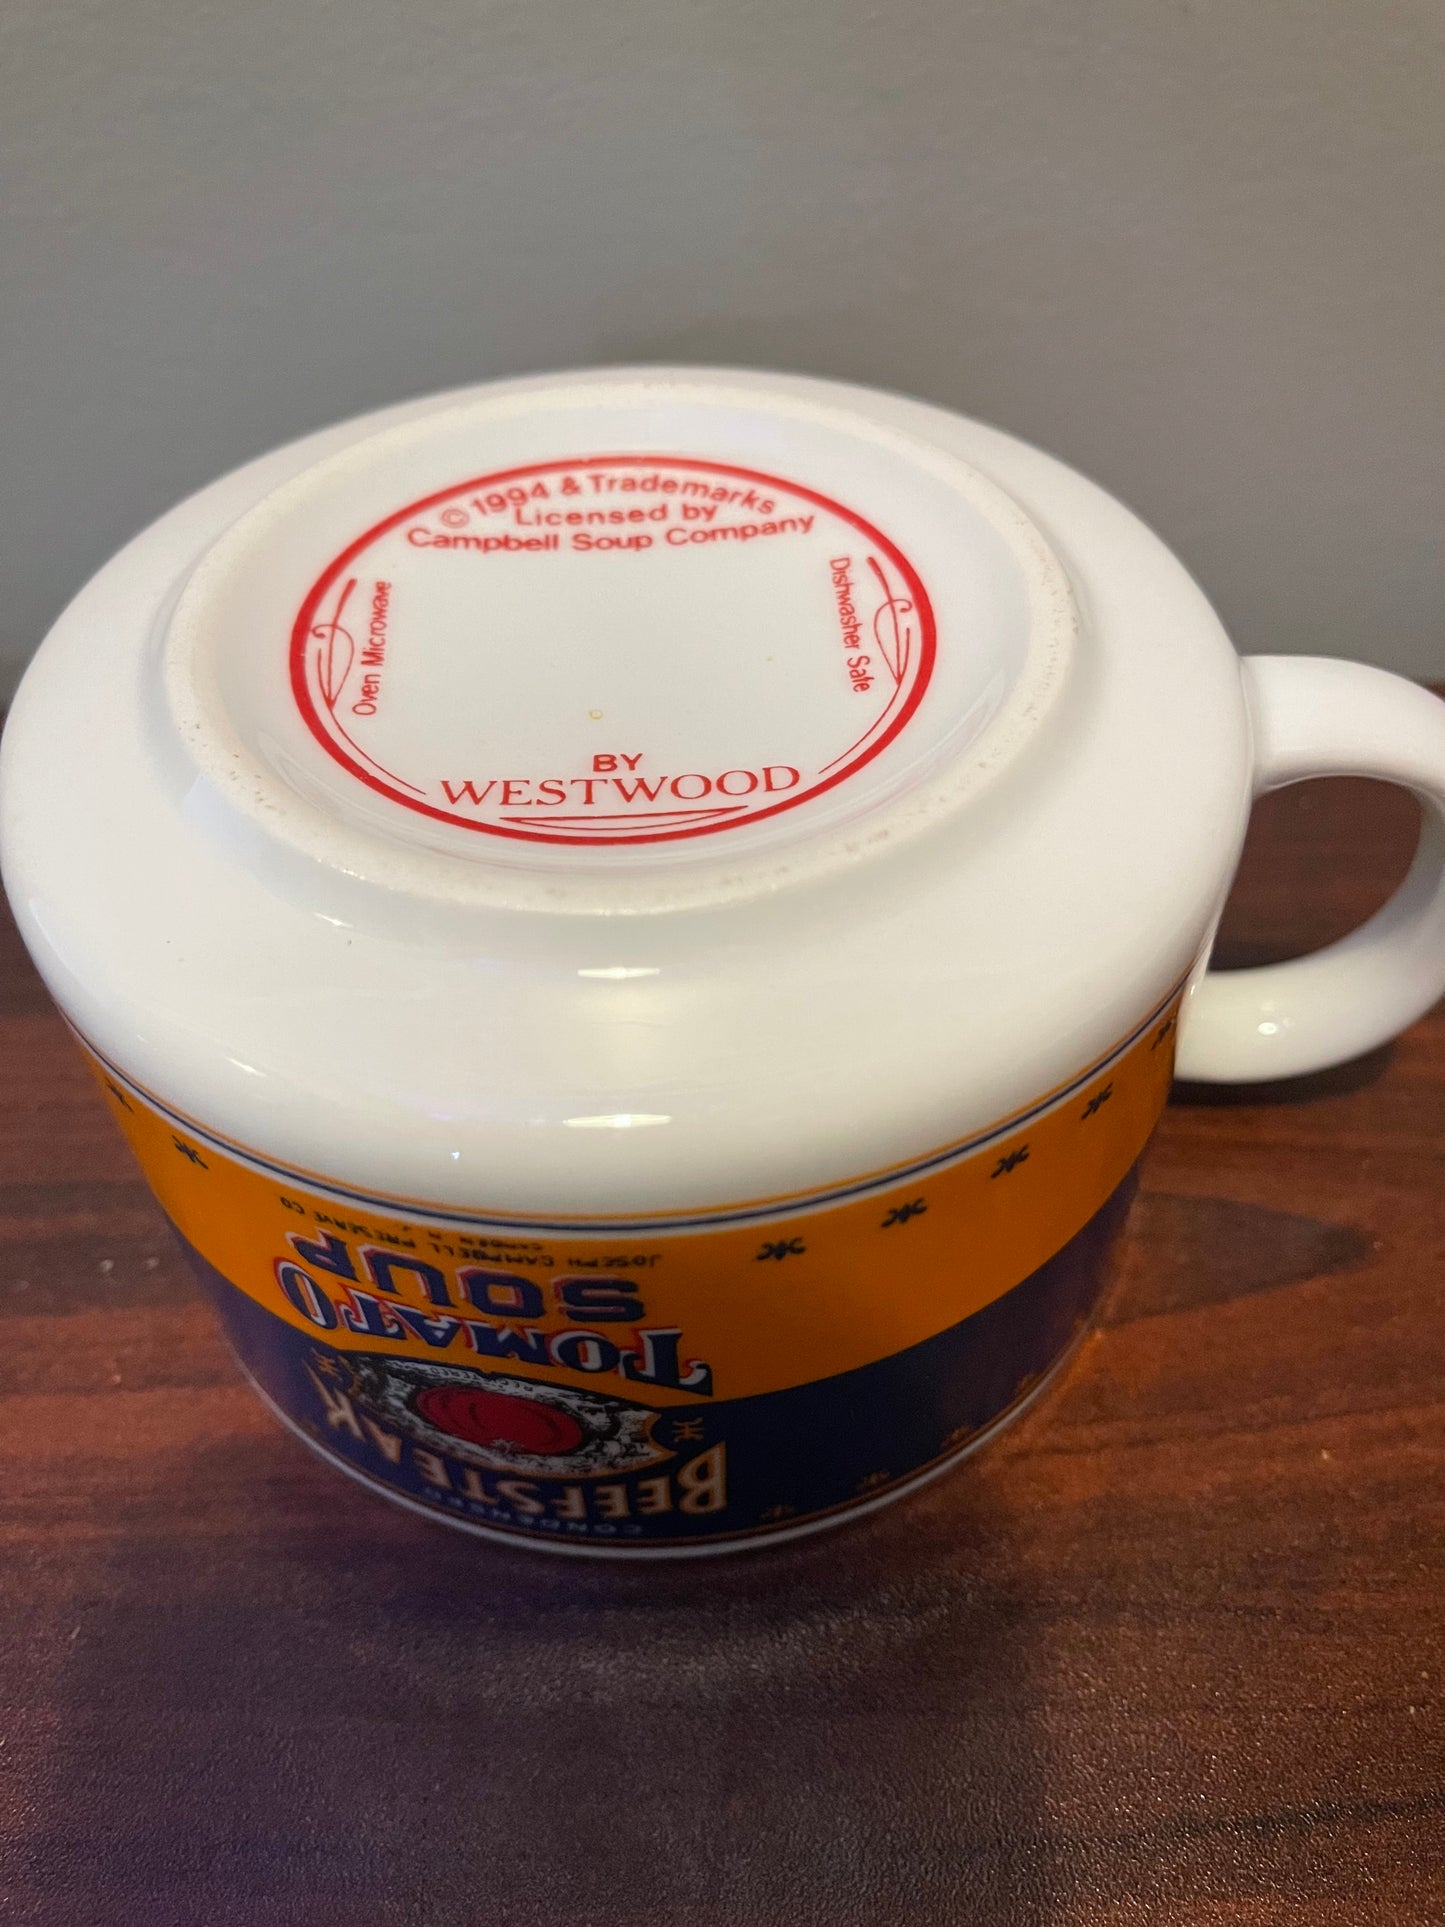 © 1994 & Trademarks
Licensed by
Campbell Soup Company
Oven Microwave
Dishwasher Safe
BY
WESTWOOD
CONDENSED
BEEFSTEAK
TOMATO
SOUP
JOSEPH CAMPBELL PRESERVE CO
CAMDEN N.J.